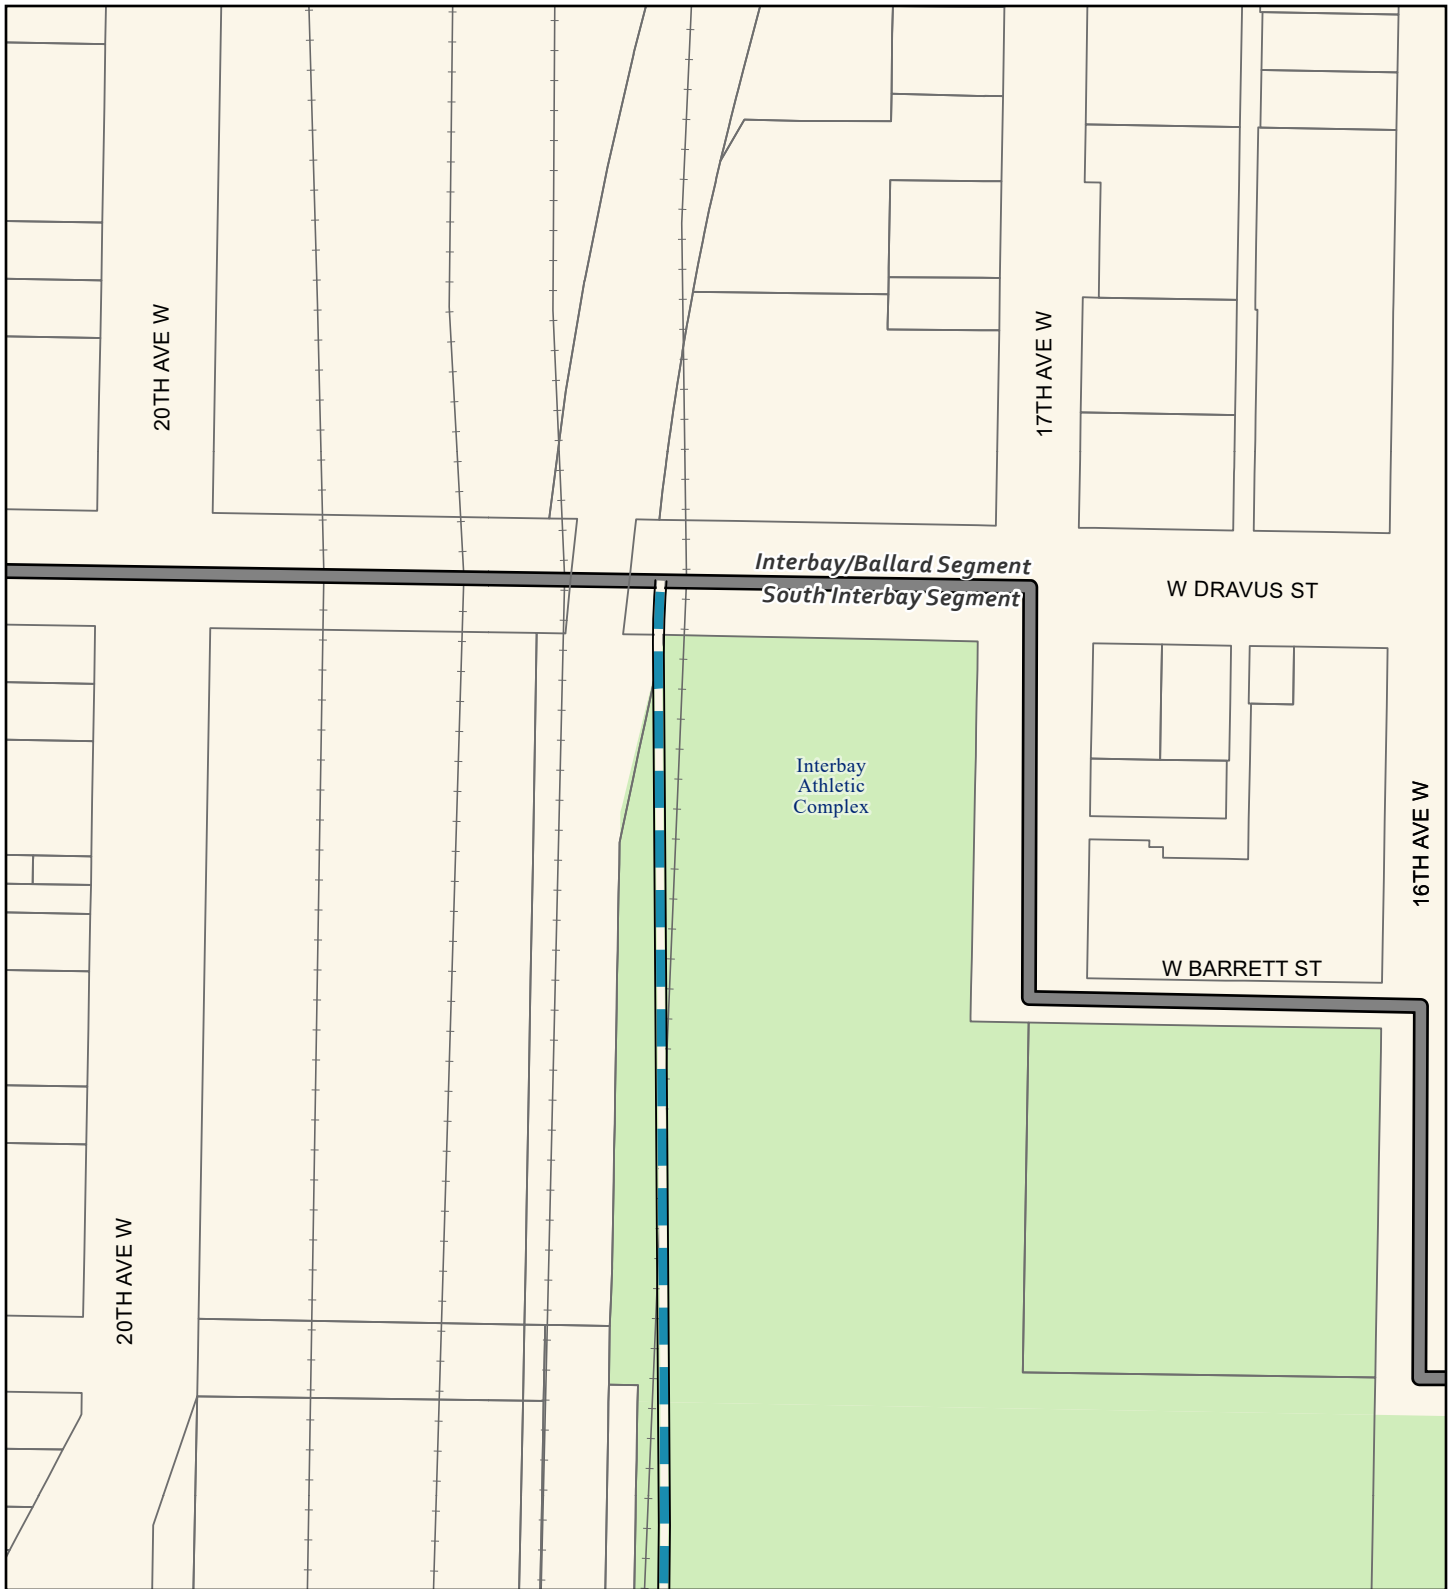 20TH AVE W
17TH AVE W
Interbay/Ballard Segment
South Interbay Segment
W DRAVUS ST
Interbay
Athletic
Complex
16TH AVE W
W BARRETT ST
20TH AVE W